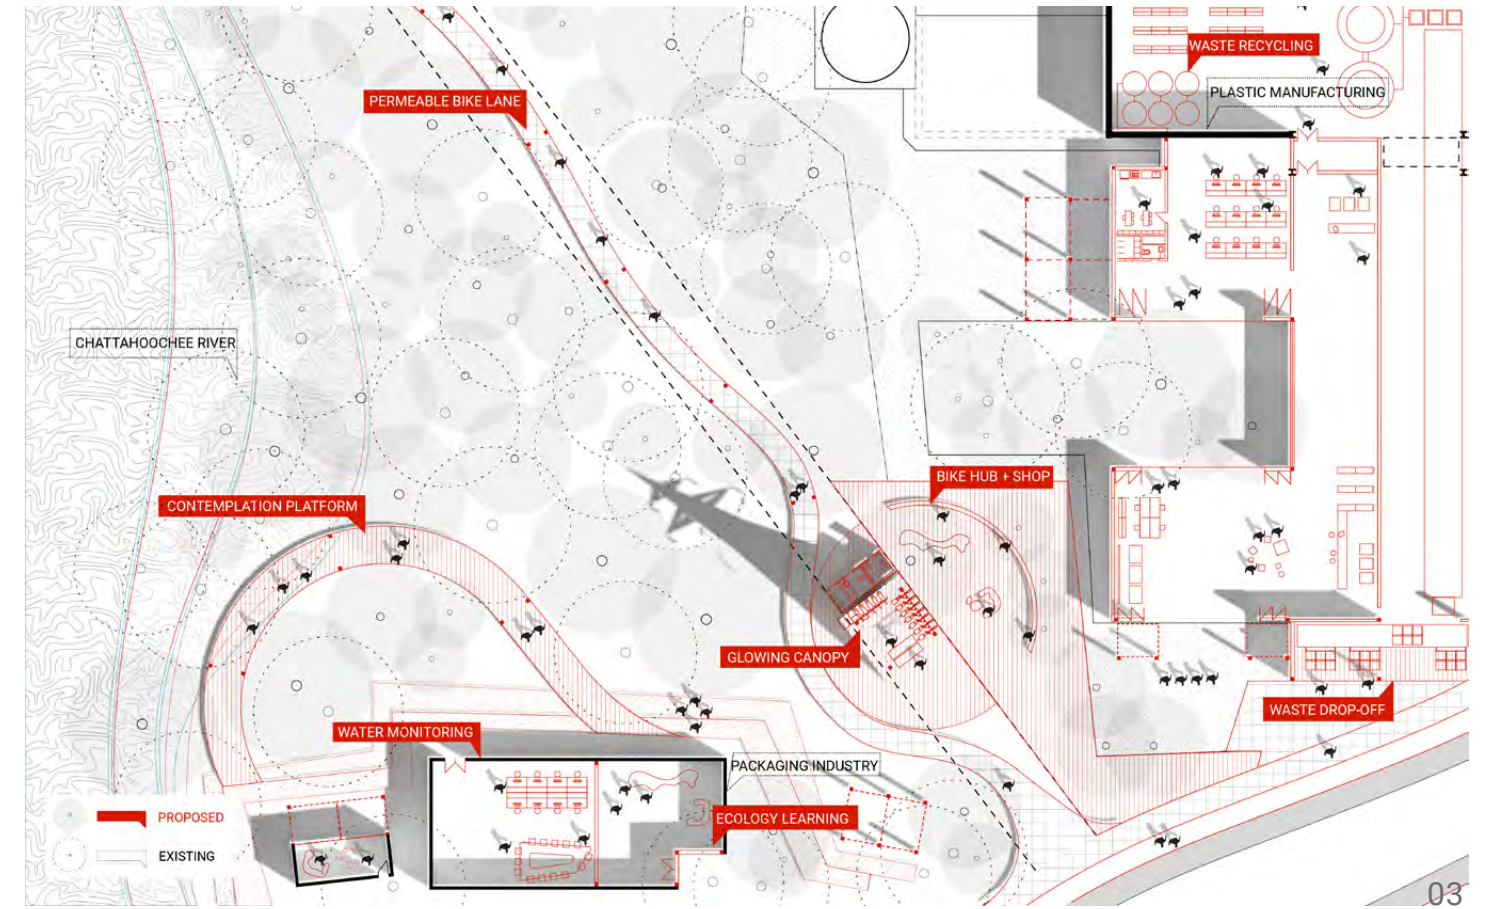 WASTE RECYCLING
PLASTIC MANUFACTURING
PERMEABLE BIKE LANE
CHATTAHOOCHEE RIVER
BIKE HUB + SHOP
CONTEMPLATION PLATFORM
GLOWING CANOPY
WASTE DROP-OFF
WATER MONITORING
PACKAGING INDUSTRY
ECOLOGY LEARNING
PROPOSED
EXISTING
03